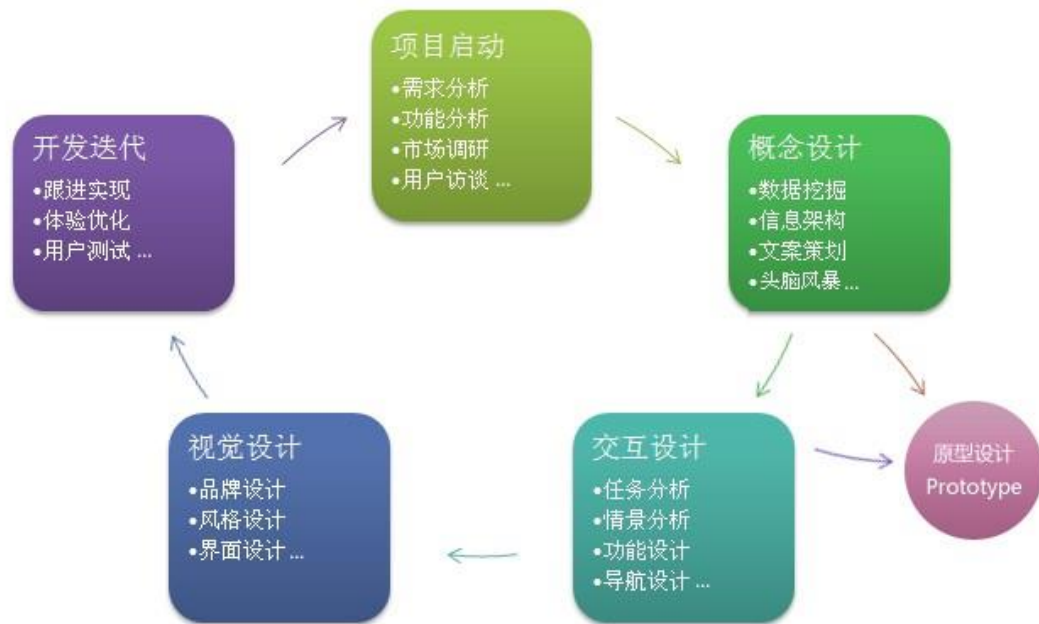 项目启动
•需求分析
•功能分析
•市场调研
•用户访谈 ...
概念设计
•数据挖掘
•信息架构
•文案策划
•头脑风暴 ...
原型设计
Prototype
交互设计
•任务分析
•情景分析
•功能设计
•导航设计 ...
视觉设计
•品牌设计
•风格设计
•界面设计 ...
开发迭代
•跟进实现
•体验优化
•用户测试 ...